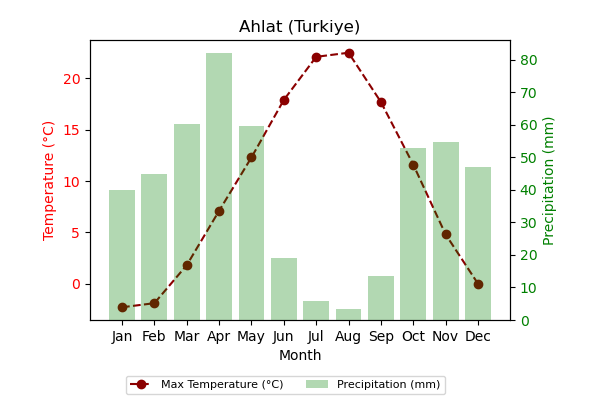 Ahlat (Turkiye)
20
15
10
5
0
Temperature (°C)
80
70
60
50
40
30
20
10
0
Precipitation (mm)
Jan Feb Mar Apr May Jun Jul Aug Sep Oct Nov Dec
Month
Max Temperature (°C) Precipitation (mm)